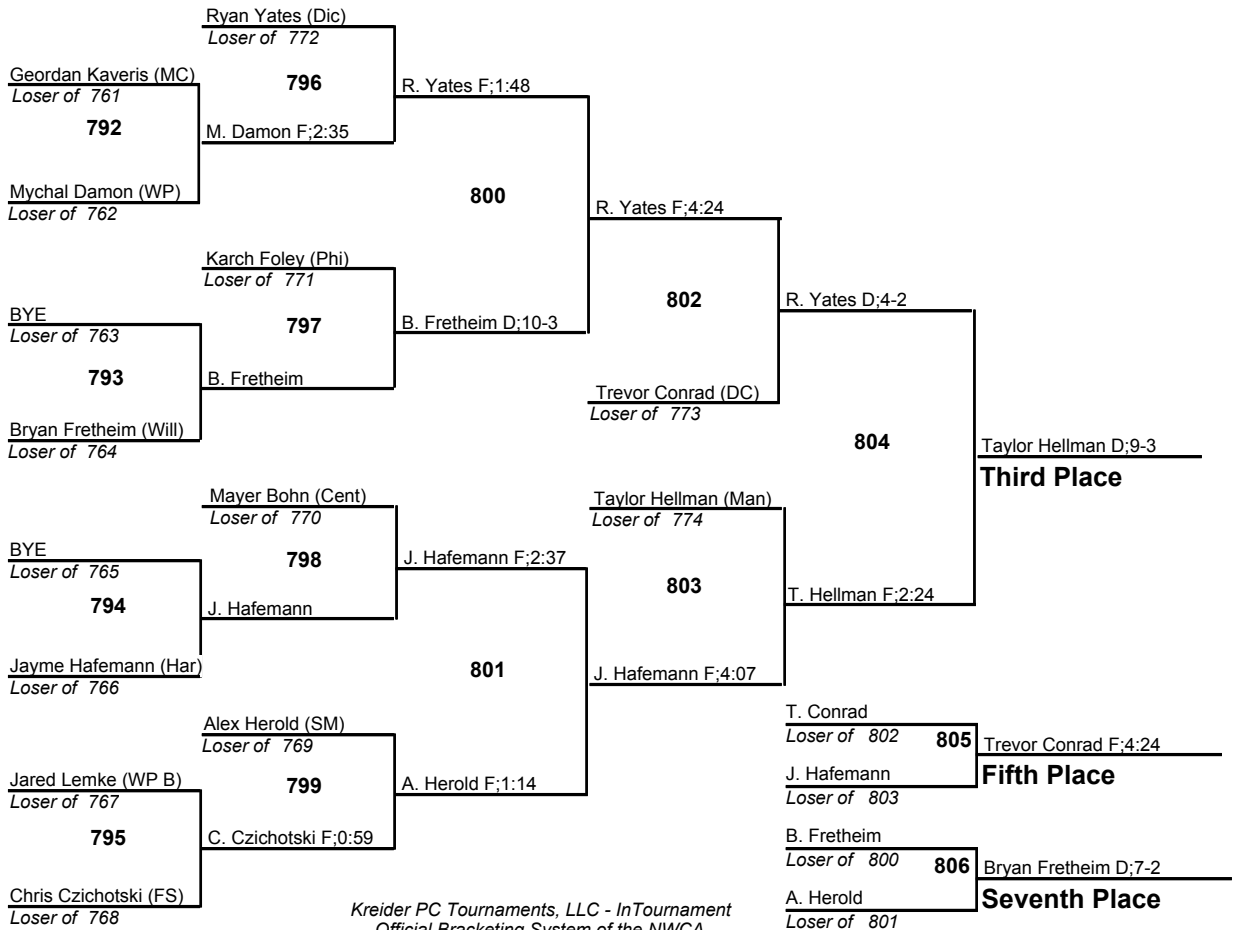 Ryan Yates (Dic)
Loser of 772
Geordan Kaveris (MC)
Loser of 761
796
R. Yates F;1:48
792
M. Damon F;2:35
Mychal Damon (WP)
Loser of 762
800
R. Yates F;4:24
Karch Foley (Phi)
Loser of 771
802
R. Yates D;4-2
BYE
Loser of 763
797
B. Fretheim D;10-3
793
B. Fretheim
Trevor Conrad (DC)
Loser of 773
Bryan Fretheim (Will)
Loser of 764
804
Taylor Hellman D;9-3
Third Place
Mayer Bohn (Cent)
Loser of 770
Taylor Hellman (Man)
Loser of 774
BYE
Loser of 765
798
J. Hafemann F;2:37
803
794
J. Hafemann
T. Hellman F;2:24
Jayme Hafemann (Har)
Loser of 766
801
J. Hafemann F;4:07
Alex Herold (SM)
Loser of 769
T. Conrad
Loser of 802
805
Trevor Conrad F;4:24
Fifth Place
J. Hafemann
Loser of 803
Jared Lemke (WP B)
Loser of 767
799
A. Herold F;1:14
795
C. Czichotski F;0:59
B. Fretheim
Loser of 800
806
Bryan Fretheim D;7-2
Seventh Place
A. Herold
Loser of 801
Chris Czichotski (FS)
Loser of 768
Kreider PC Tournaments, LLC - InTournament
Official Bracketing System of the NWCA